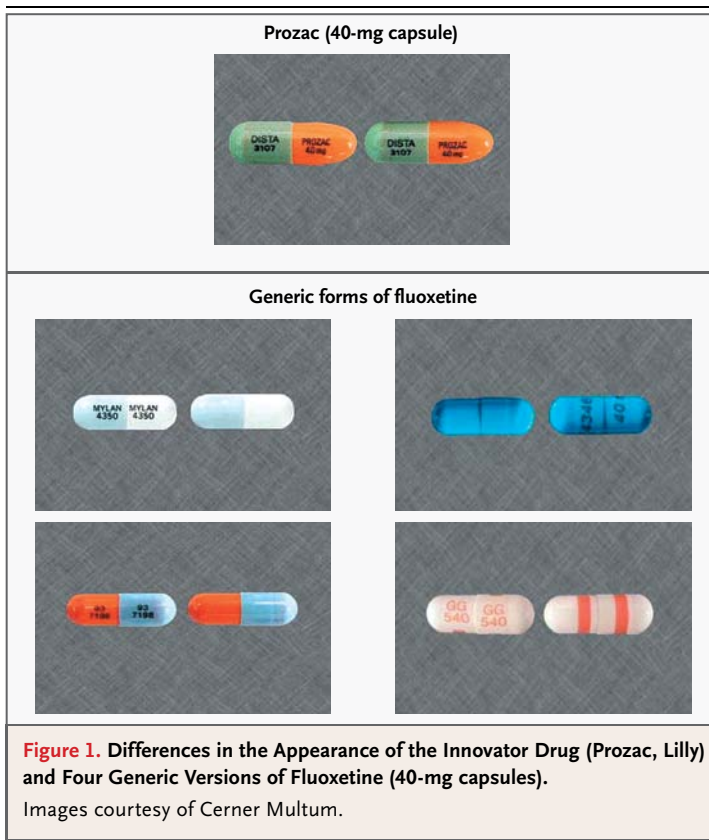 Prozac (40-mg capsule)
DISTA
3107
PROZAC
40 mg
DISTA
3107
PROZAC
40 mg
Generic forms of fluoxetine
MYLAN MYLAN
4350 4350
4346
40
93
7198
93
7198
GG
540
GG
540
Figure 1. Differences in the Appearance of the Innovator Drug (Prozac, Lilly)
and Four Generic Versions of Fluoxetine (40-mg capsules).
Images courtesy of Cerner Multum.